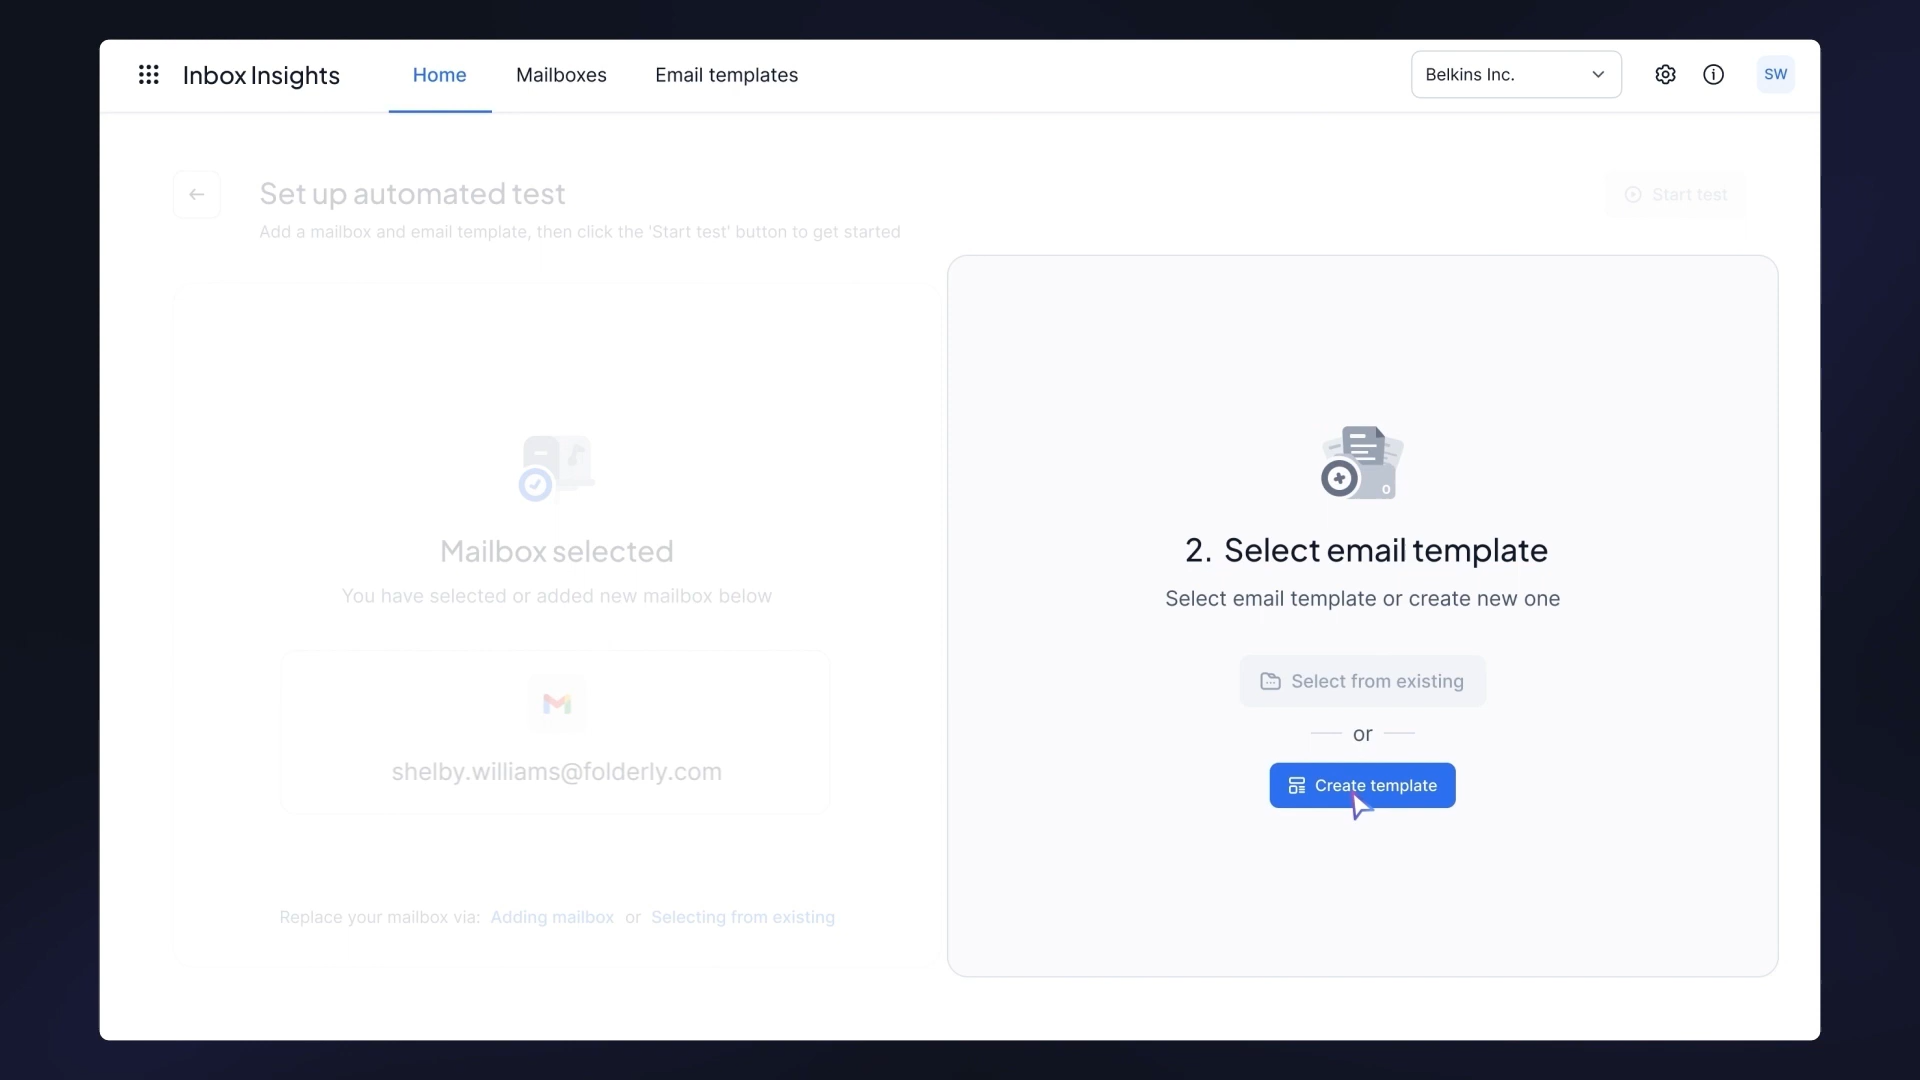 Inbox Insights
Home
Mailboxes
Email templates
Belkins Inc.
SW
Set up automated test
Add a mailbox and email template, then click the 'Start test' button to get started
Start test
Mailbox selected
You have selected or added new mailbox below
shelby.williams@folderly.com
Replace your mailbox via: Adding mailbox or Selecting from existing
0
2. Select email template
Select email template or create new one
Select from existing
or
Create template